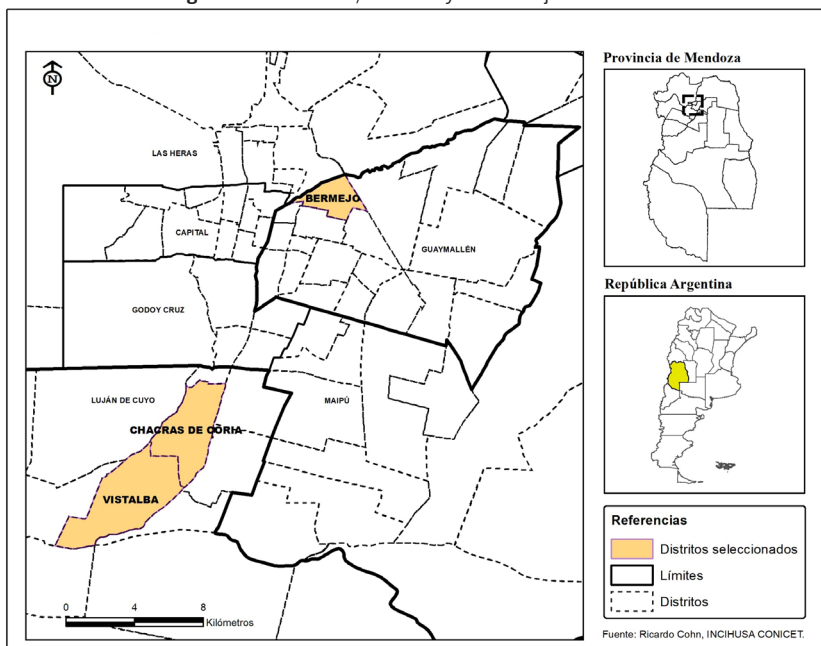 N
LAS HERAS
BERMEJO
CAPITAL
GUAYMALLÉN
GODOY CRUZ
LUJÁN DE CUYO
MAIPÚ
CHACRAS DE CÓRIA
VISTALBA
0 4 8
Kilómetros
Provincia de Mendoza
República Argentina
Referencias
Distritos seleccionados
Límites
Distritos
Fuente: Ricardo Cohn, INCIHUSA CONICET.